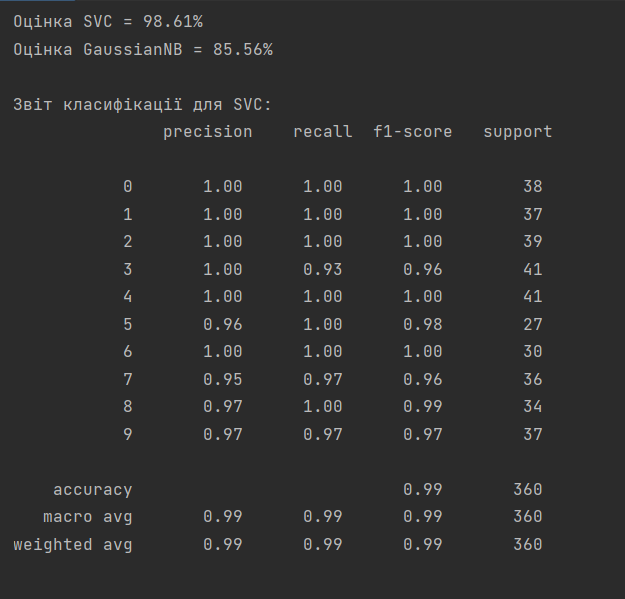 Оцінка SVC = 98.61%
Оцінка GaussianNB = 85.56%
Звіт класифікації для SVC:
precision recall f1-score support
0 1.00 1.00 1.00 38
1 1.00 1.00 1.00 37
2 1.00 1.00 1.00 39
3 1.00 0.93 0.96 41
4 1.00 1.00 1.00 41
5 0.96 1.00 0.98 27
6 1.00 1.00 1.00 30
7 0.95 0.97 0.96 36
8 0.97 1.00 0.99 34
9 0.97 0.97 0.97 37
accuracy 0.99 360
macro avg 0.99 0.99 0.99 360
weighted avg 0.99 0.99 0.99 360